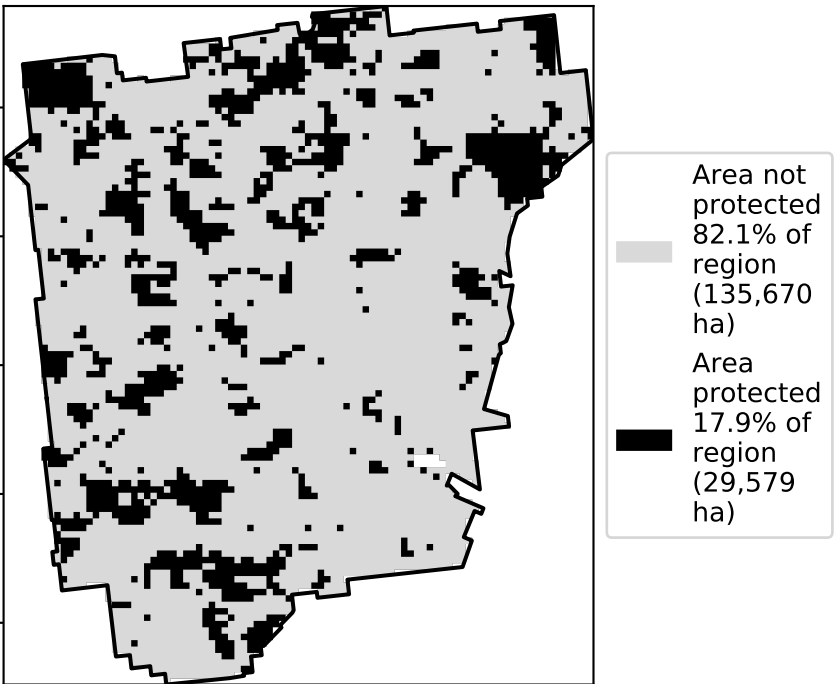 Area not
protected
82.1% of
region
(135,670
ha)
Area
protected
17.9% of
region
(29,579
ha)